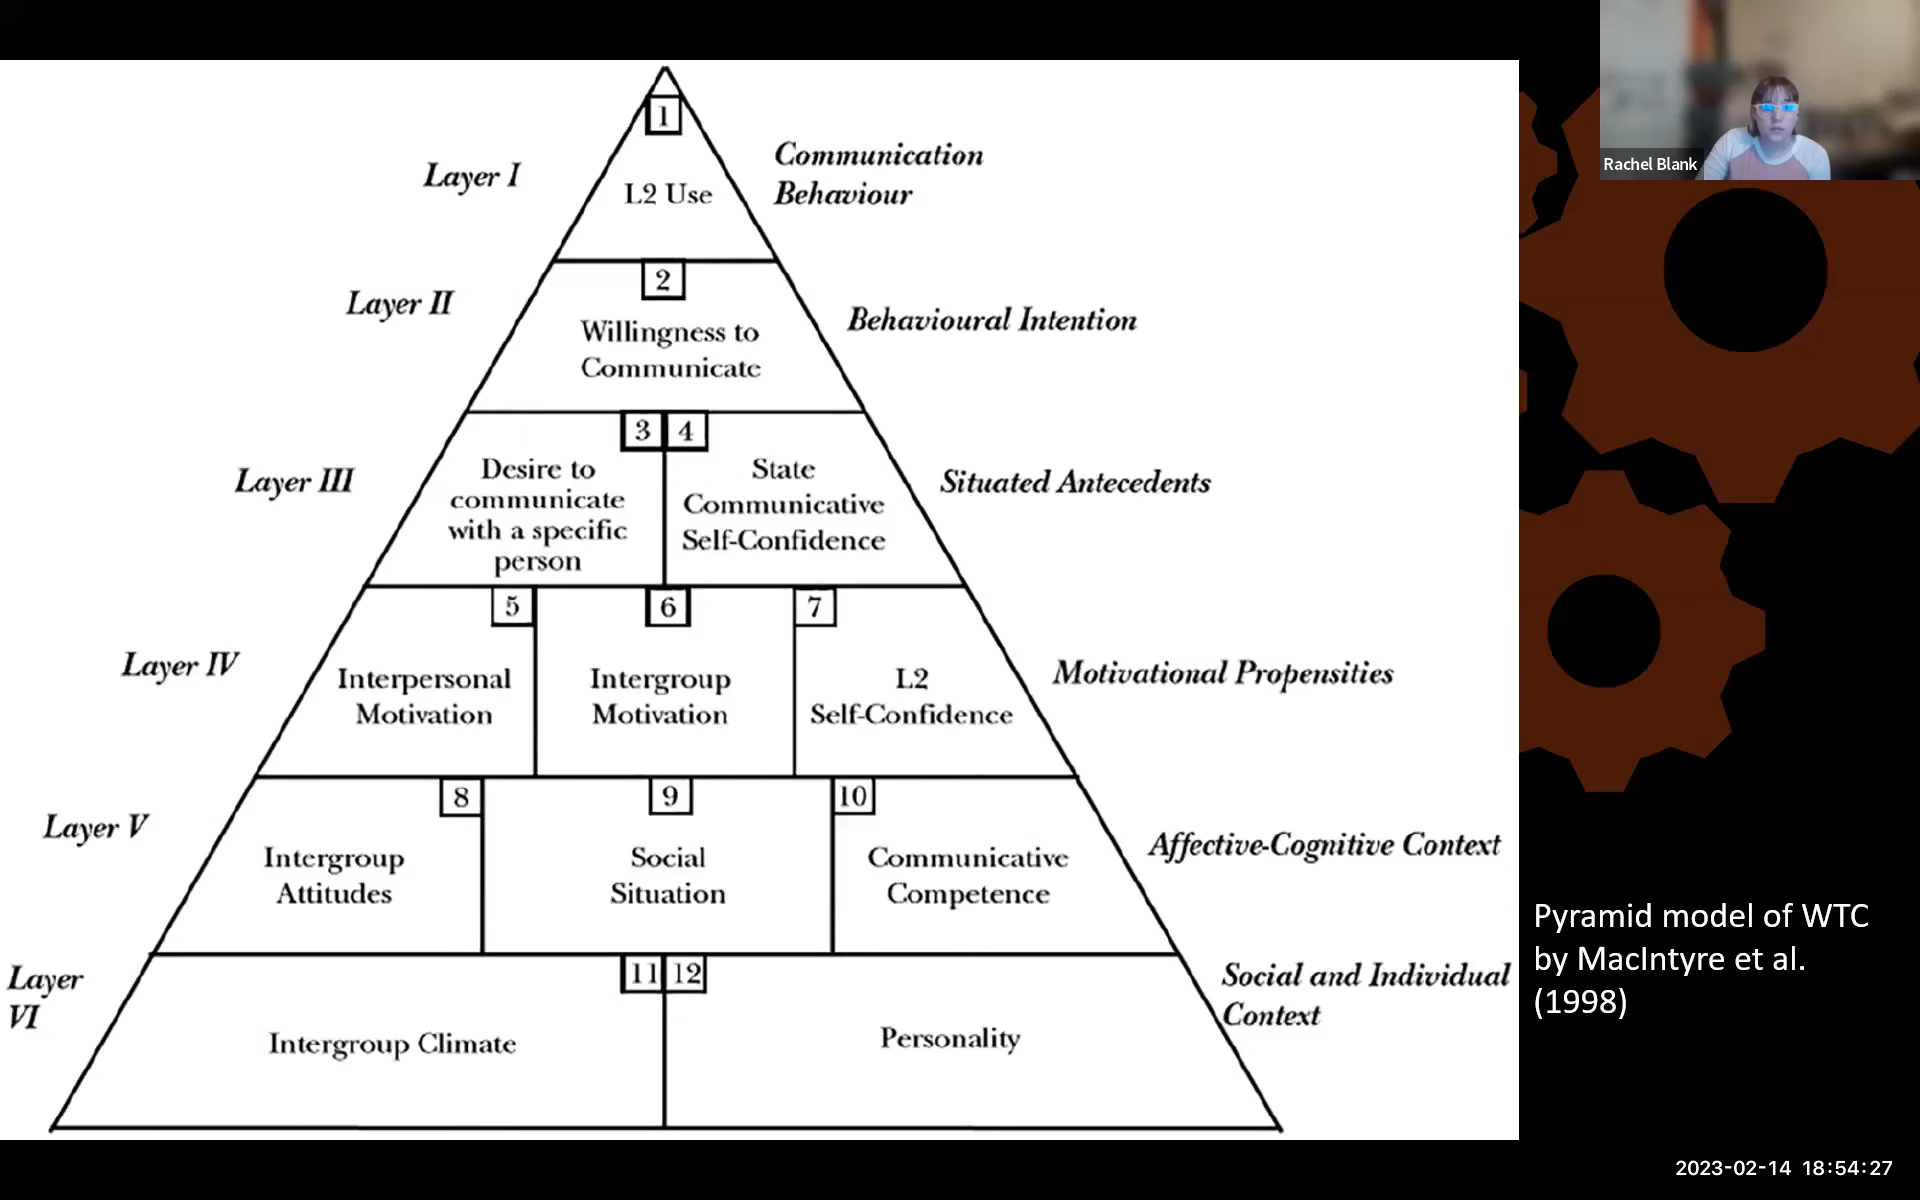 Rachel Blank
1
Layer I
L2 Use
Communication
Behaviour
2
Layer II
Willingness to
Communicate
Behavioural Intention
3 4
Layer III
Desire to
communicate
with a specific
person
State
Communicative
Self-Confidence
Situated Antecedents
5 6 7
Layer IV
Interpersonal
Motivation
Intergroup
Motivation
L2
Self-Confidence
Motivational Propensities
8 9 10
Layer V
Intergroup
Attitudes
Social
Situation
Communicative
Competence
Affective-Cognitive Context
11 12
Layer
VI
Intergroup Climate
Personality
Social and Individual
Context
Pyramid model of WTC
by MacIntyre et al.
(1998)
2023-02-14 18:54:27